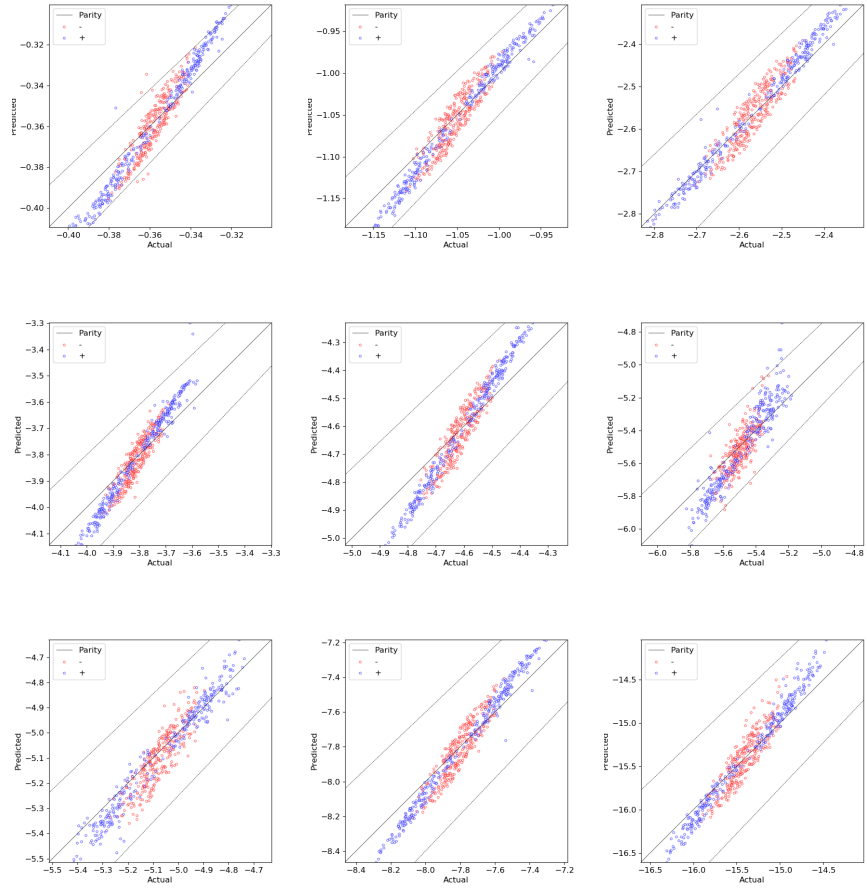 Parity
-
+
−0.32
−0.34
−0.36
−0.38
−0.40
Predicted
−0.40 −0.38 −0.36 −0.34 −0.32
Actual
Parity
-
+
−0.95
−1.00
−1.05
−1.10
−1.15
Predicted
−1.15 −1.10 −1.05 −1.00 −0.95
Actual
Parity
-
+
−2.4
−2.5
−2.6
−2.7
−2.8
Predicted
−2.8 −2.7 −2.6 −2.5 −2.4
Actual
Parity
-
+
−3.3
−3.4
−3.5
−3.6
−3.7
−3.8
−3.9
−4.0
−4.1
Predicted
−4.1 −4.0 −3.9 −3.8 −3.7 −3.6 −3.5 −3.4 −3.3
Actual
Parity
-
+
−4.3
−4.4
−4.5
−4.6
−4.7
−4.8
−4.9
−5.0
Predicted
−5.0 −4.9 −4.8 −4.7 −4.6 −4.5 −4.4 −4.3
Actual
Parity
-
+
−4.8
−5.0
−5.2
−5.4
−5.6
−5.8
−6.0
Predicted
−6.0 −5.8 −5.6 −5.4 −5.2 −5.0 −4.8
Actual
Parity
-
+
−4.7
−4.8
−4.9
−5.0
−5.1
−5.2
−5.3
−5.4
−5.5
Predicted
−5.5 −5.4 −5.3 −5.2 −5.1 −5.0 −4.9 −4.8 −4.7
Actual
Parity
-
+
−7.2
−7.4
−7.6
−7.8
−8.0
−8.2
−8.4
Predicted
−8.4 −8.2 −8.0 −7.8 −7.6 −7.4 −7.2
Actual
Parity
-
+
−14.5
−15.0
−15.5
−16.0
−16.5
Predicted
−16.5 −16.0 −15.5 −15.0 −14.5
Actual